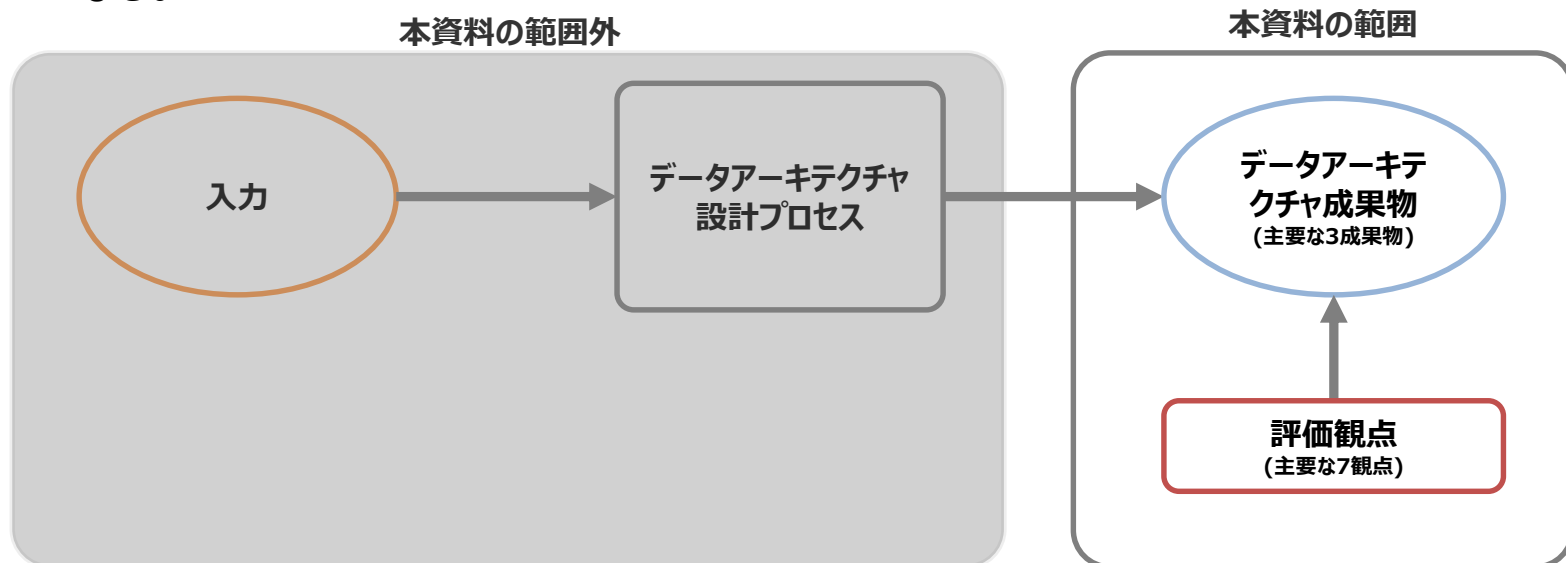 本資料の範囲外
本資料の範囲
入力
データアーキテクチャ
設計プロセス
データアーキテ
クチャ成果物
(主要な3成果物)
評価観点
(主要な7観点)